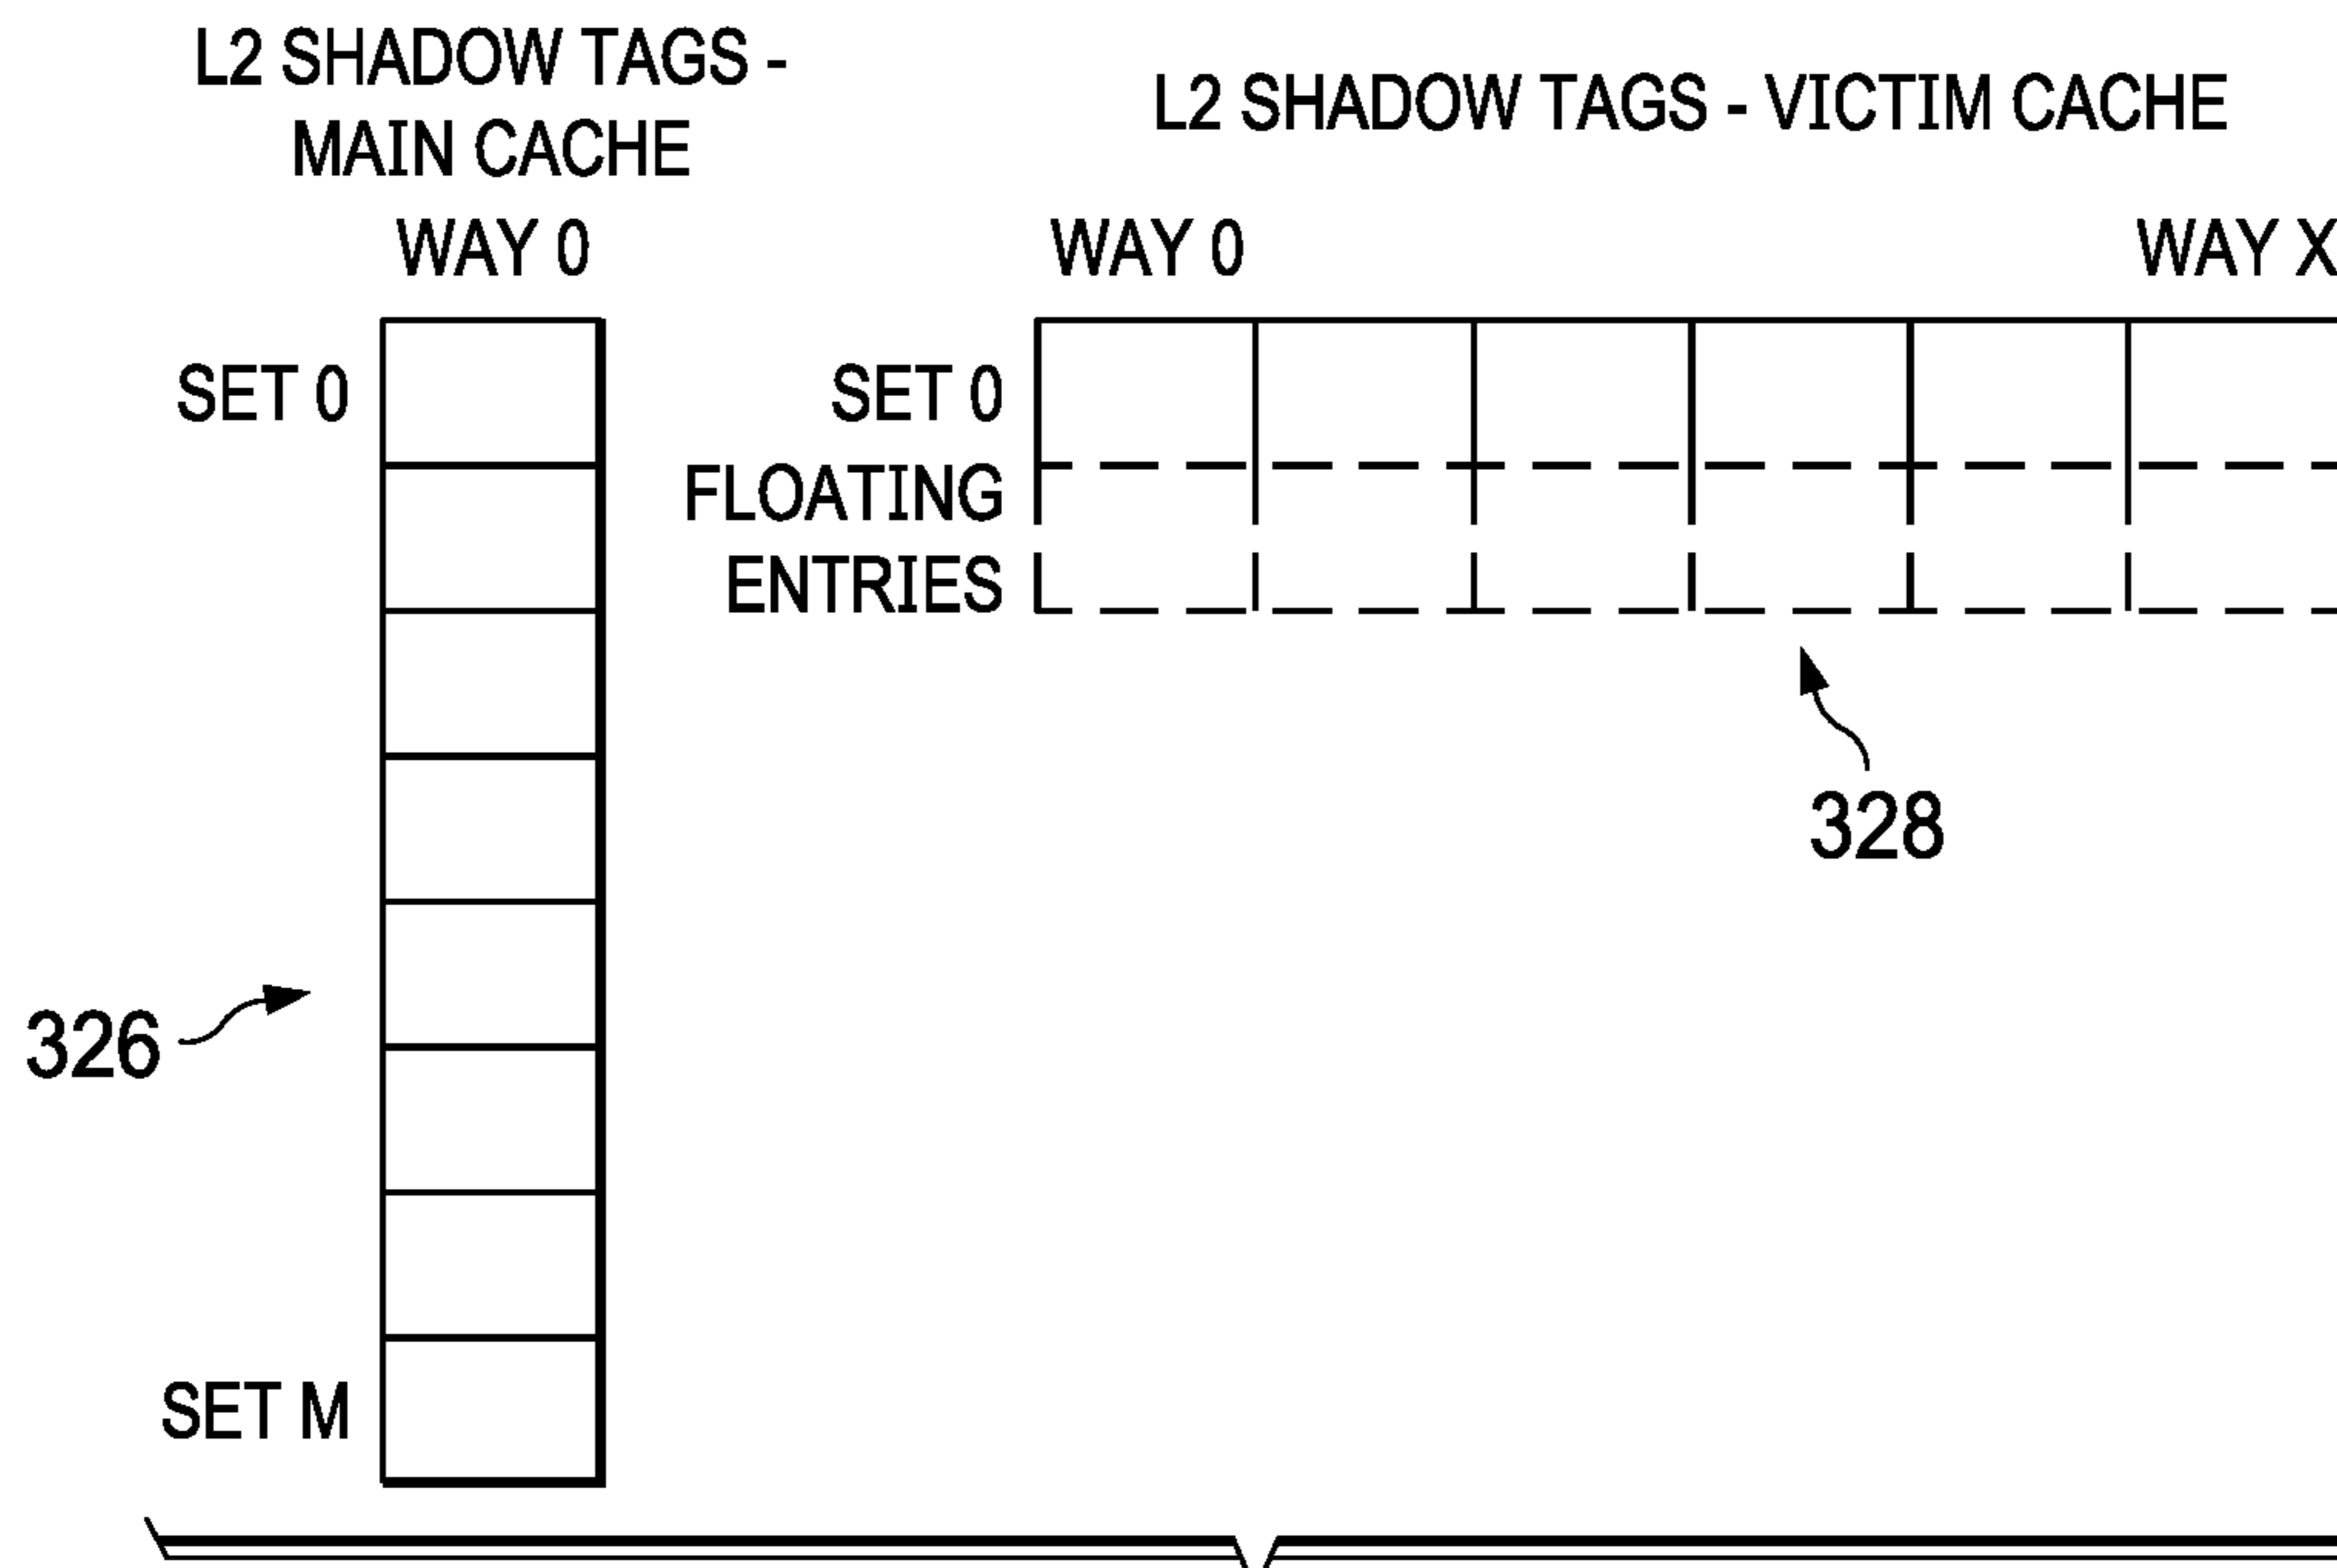 L2 SHADOW TAGS -
MAIN CACHE
WAY 0
SET 0
326
SET M
L2 SHADOW TAGS - VICTIM CACHE
WAY 0
WAY X
SET 0
FLOATING
ENTRIES
328